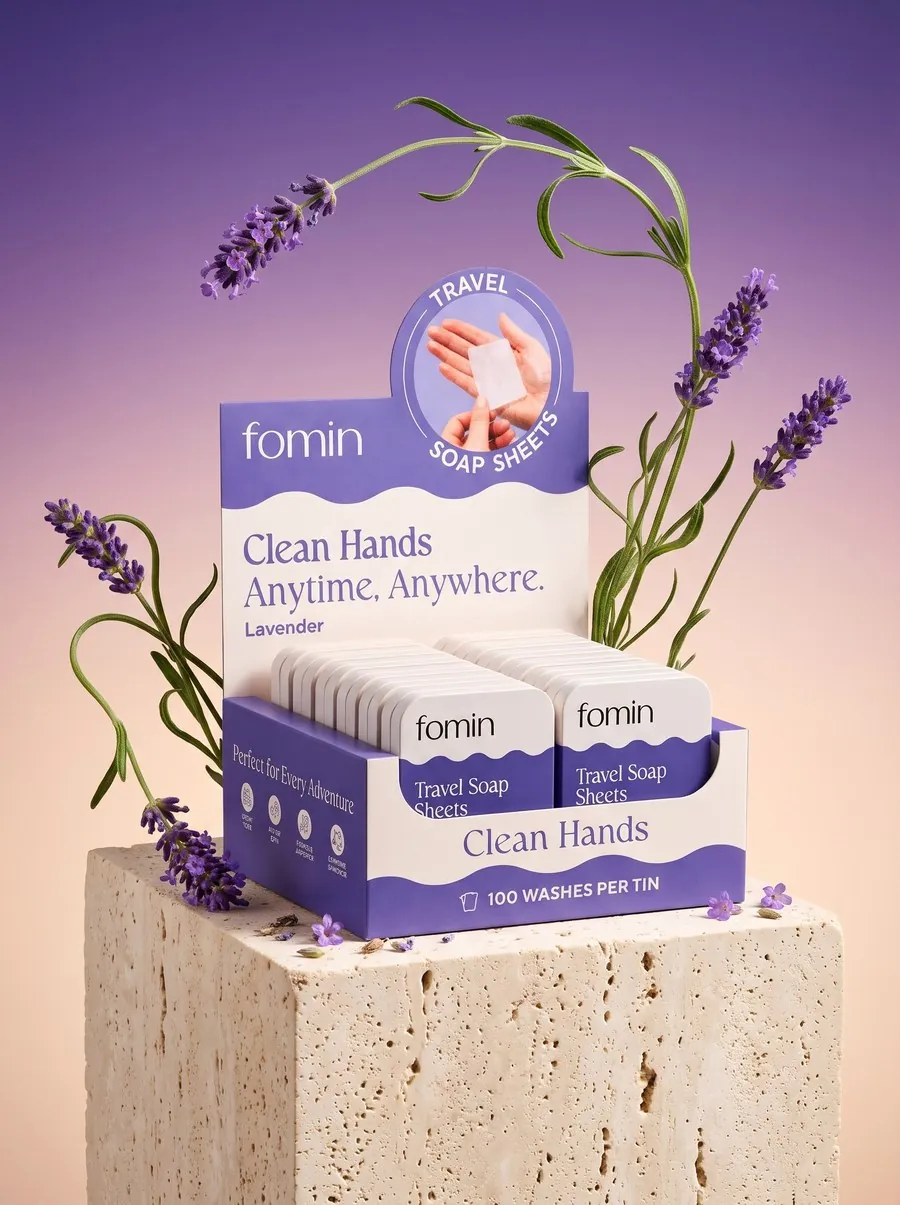 TRAVEL
SOAP SHEETS
fomin
Clean Hands
Anytime, Anywhere.
Lavender
fomin
Travel Soap
Sheets
fomin
Travel Soap
Sheets
Perfect for Every Adventure
Clean Hands
100 WASHES PER TIN